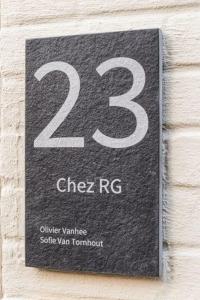 23
Chez RG
Olivier Vanhee
Sofie Van Tornhout